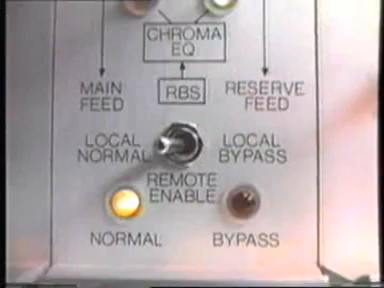 CHROMA
EQ
MAIN
FEED
RBS
RESERVE
FEED
LOCAL
NORMAL
LOCAL
BYPASS
REMOTE
ENABLE
NORMAL
BYPASS